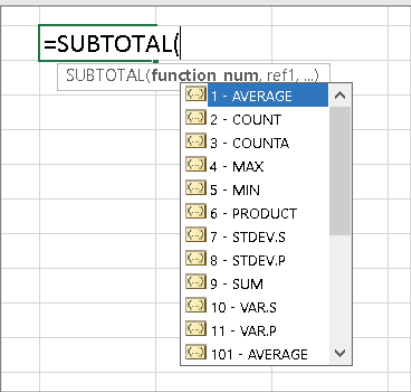 =SUBTOTAL(
SUBTOTAL(function_num, ref1, ...)
1 - AVERAGE
2 - COUNT
3 - COUNTA
4 - MAX
5 - MIN
6 - PRODUCT
7 - STDEV.S
8 - STDEV.P
9 - SUM
10 - VAR.S
11 - VAR.P
101 - AVERAGE